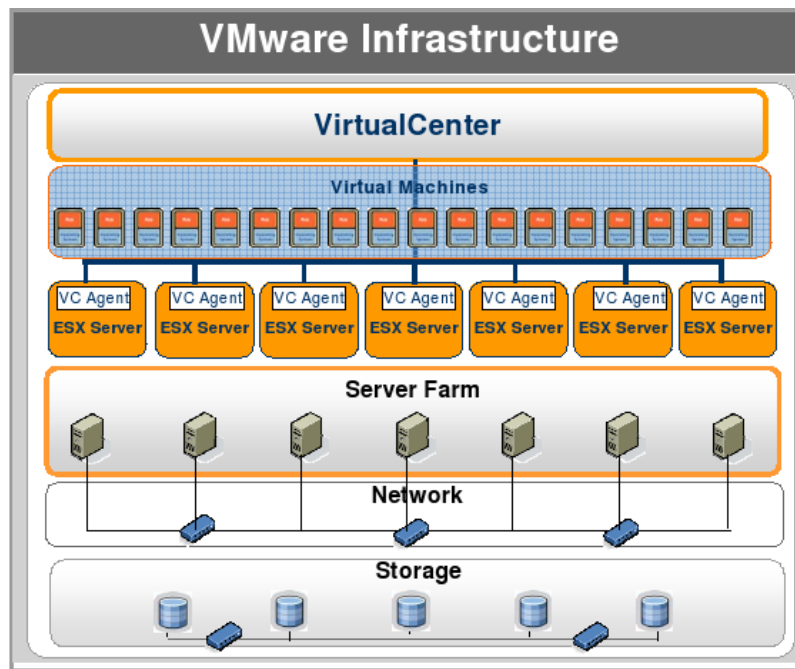 VMware Infrastructure
VirtualCenter
Virtual Machines
VC Agent VC Agent VC Agent VC Agent VC Agent VC Agent VC Agent
ESX Server ESX Server ESX Server ESX Server ESX Server ESX Server ESX Server
Server Farm
Network
Storage